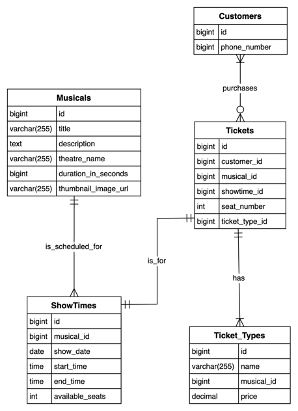 Customers
bigint id
bigint phone_number
purchases
Musicals
bigint id
varchar(255) title
text description
varchar(255) theatre_name
bigint duration_in_seconds
varchar(255) thumbnail_image_url
Tickets
bigint id
bigint customer_id
bigint musical_id
bigint showtime_id
int seat_number
bigint ticket_type_id
is_scheduled_for
is_for
has
ShowTimes
bigint id
bigint musical_id
date show_date
time start_time
time end_time
int available_seats
Ticket_Types
bigint id
varchar(255) name
bigint musical_id
decimal price